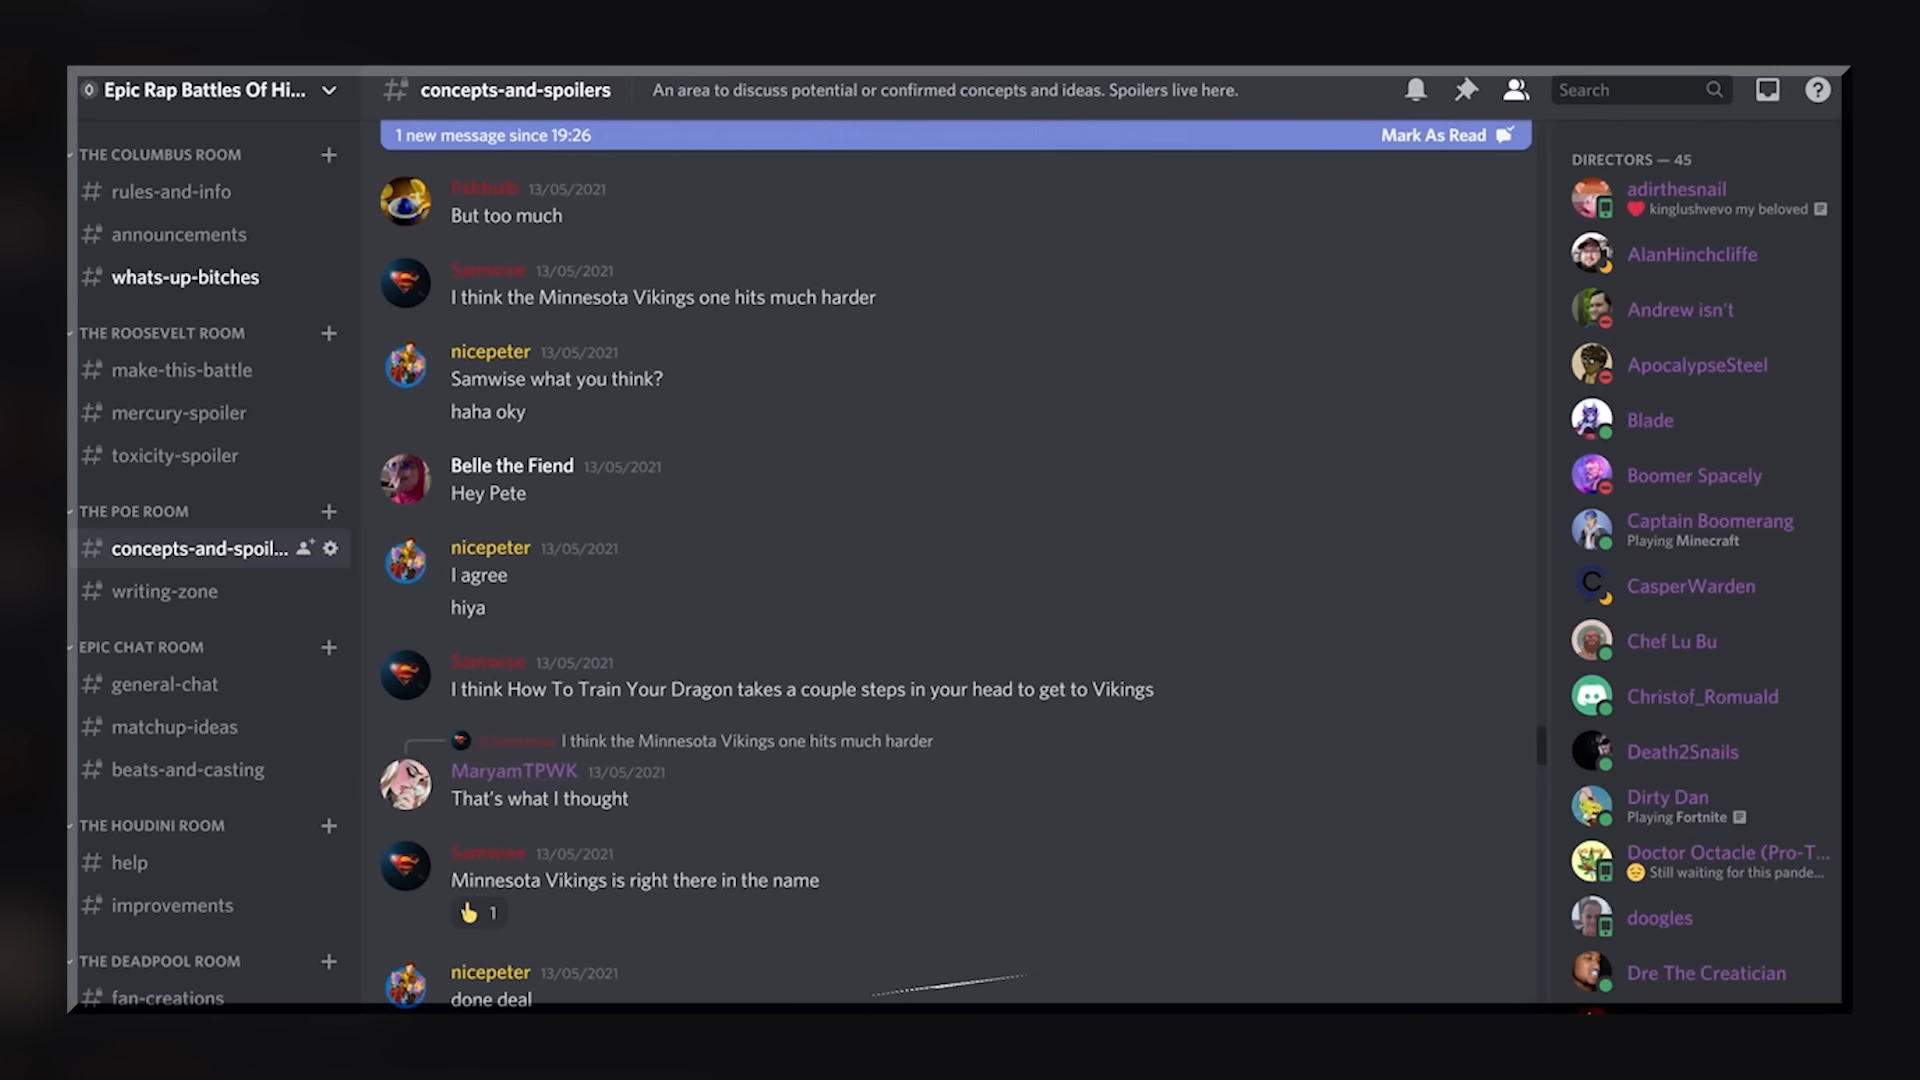 Epic Rap Battles Of Hi...
THE COLUMBUS ROOM
rules-and-info
announcements
whats-up-bitches
THE ROOSEVELT ROOM
make-this-battle
mercury-spoiler
toxicity-spoiler
THE POE ROOM
concepts-and-spoil...
writing-zone
EPIC CHAT ROOM
general-chat
matchup-ideas
beats-and-casting
THE HOUDINI ROOM
help
improvements
THE DEADPOOL ROOM
fan-creations
concepts-and-spoilers
An area to discuss potential or confirmed concepts and ideas. Spoilers live here.
Search
1 new message since 19:26
Mark As Read
13/05/2021
But too much
Samwise 13/05/2021
I think the Minnesota Vikings one hits much harder
nicepeter 13/05/2021
Samwise what you think?
haha oky
Belle the Fiend 13/05/2021
Hey Pete
nicepeter 13/05/2021
I agree
hiya
Samwise 13/05/2021
I think How To Train Your Dragon takes a couple steps in your head to get to Vikings
I think the Minnesota Vikings one hits much harder
MaryamTPWK 13/05/2021
That's what I thought
Samwise 13/05/2021
Minnesota Vikings is right there in the name
1
nicepeter 13/05/2021
done deal
DIRECTORS — 45
adirthesnail
kinglushvevo my beloved
AlanHinchcliffe
Andrew isn't
ApocalypseSteel
Blade
Boomer Spacely
Captain Boomerang
Playing Minecraft
CasperWarden
Chef Lu Bu
Christof_Romuald
Death2Snails
Dirty Dan
Playing Fortnite
Doctor Octacle (Pro-T...
Still waiting for this pande...
doogles
Dre The Creatician